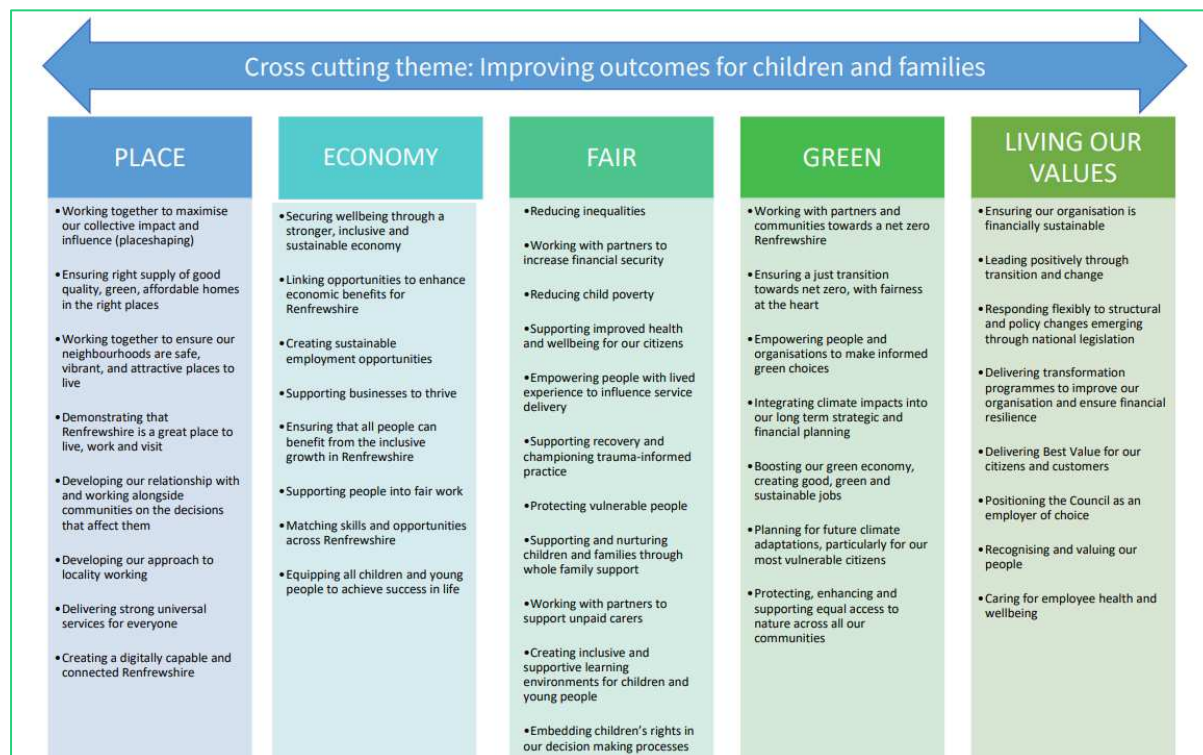 Cross cutting theme: Improving outcomes for children and families
PLACE
•Working together to maximise
our collective impact and
influence (placeshaping)
•Ensuring right supply of good
quality, green, affordable homes
in the right places
•Working together to ensure our
neighbourhoods are safe,
vibrant, and attractive places to
live
•Demonstrating that
Renfrewshire is a great place to
live, work and visit
•Developing our relationship with
and working alongside
communities on the decisions
that affect them
•Developing our approach to
locality working
•Delivering strong universal
services for everyone
•Creating a digitally capable and
connected Renfrewshire
ECONOMY
•Securing wellbeing through a
stronger, inclusive and
sustainable economy
•Linking opportunities to enhance
economic benefits for
Renfrewshire
•Creating sustainable
employment opportunities
•Supporting businesses to thrive
•Ensuring that all people can
benefit from the inclusive
growth in Renfrewshire
•Supporting people into fair work
•Matching skills and opportunities
across Renfrewshire
•Equipping all children and young
people to achieve success in life
FAIR
•Reducing inequalities
•Working with partners to
increase financial security
•Reducing child poverty
•Supporting improved health
and wellbeing for our citizens
•Empowering people with lived
experience to influence service
delivery
•Supporting recovery and
championing trauma-informed
practice
•Protecting vulnerable people
•Supporting and nurturing
children and families through
whole family support
•Working with partners to
support unpaid carers
•Creating inclusive and
supportive learning
environments for children and
young people
•Embedding children's rights in
our decision making processes
GREEN
•Working with partners and
communities towards a net zero
Renfrewshire
•Ensuring a just transition
towards net zero, with fairness
at the heart
•Empowering people and
organisations to make informed
green choices
•Integrating climate impacts into
our long term strategic and
financial planning
•Boosting our green economy,
creating good, green and
sustainable jobs
•Planning for future climate
adaptations, particularly for our
most vulnerable citizens
•Protecting, enhancing and
supporting equal access to
nature across all our
communities
LIVING OUR
VALUES
•Ensuring our organisation is
financially sustainable
•Leading positively through
transition and change
•Responding flexibly to structural
and policy changes emerging
through national legislation
•Delivering transformation
programmes to improve our
organisation and ensure financial
resilience
•Delivering Best Value for our
citizens and customers
•Positioning the Council as an
employer of choice
•Recognising and valuing our
people
•Caring for employee health and
wellbeing